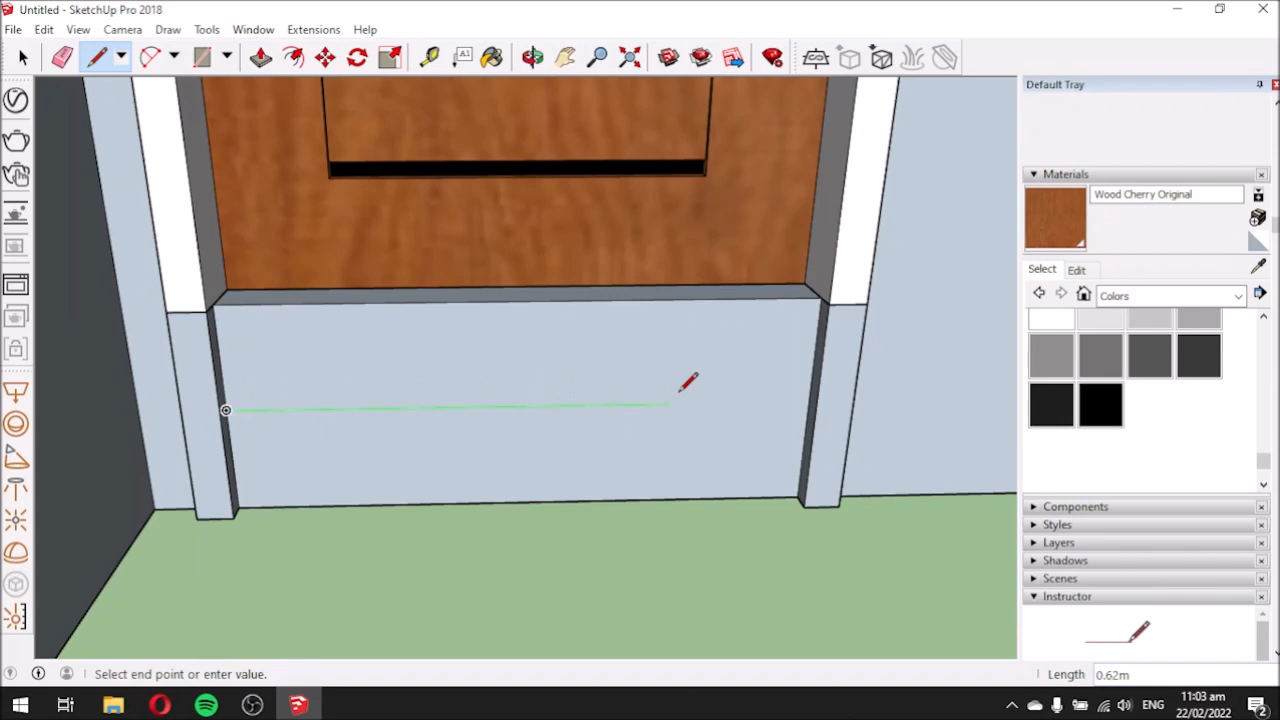 Untitled - SketchUp Pro 2018
File Edit View Camera Draw Tools Window Extensions Help
A1
Default Tray
Materials
Wood Cherry Original
Select Edit
Colors
Components
Styles
Layers
Shadows
Scenes
Instructor
Select end point or enter value.
Length 0.62m
ENG
11:03 am
22/02/2022
2